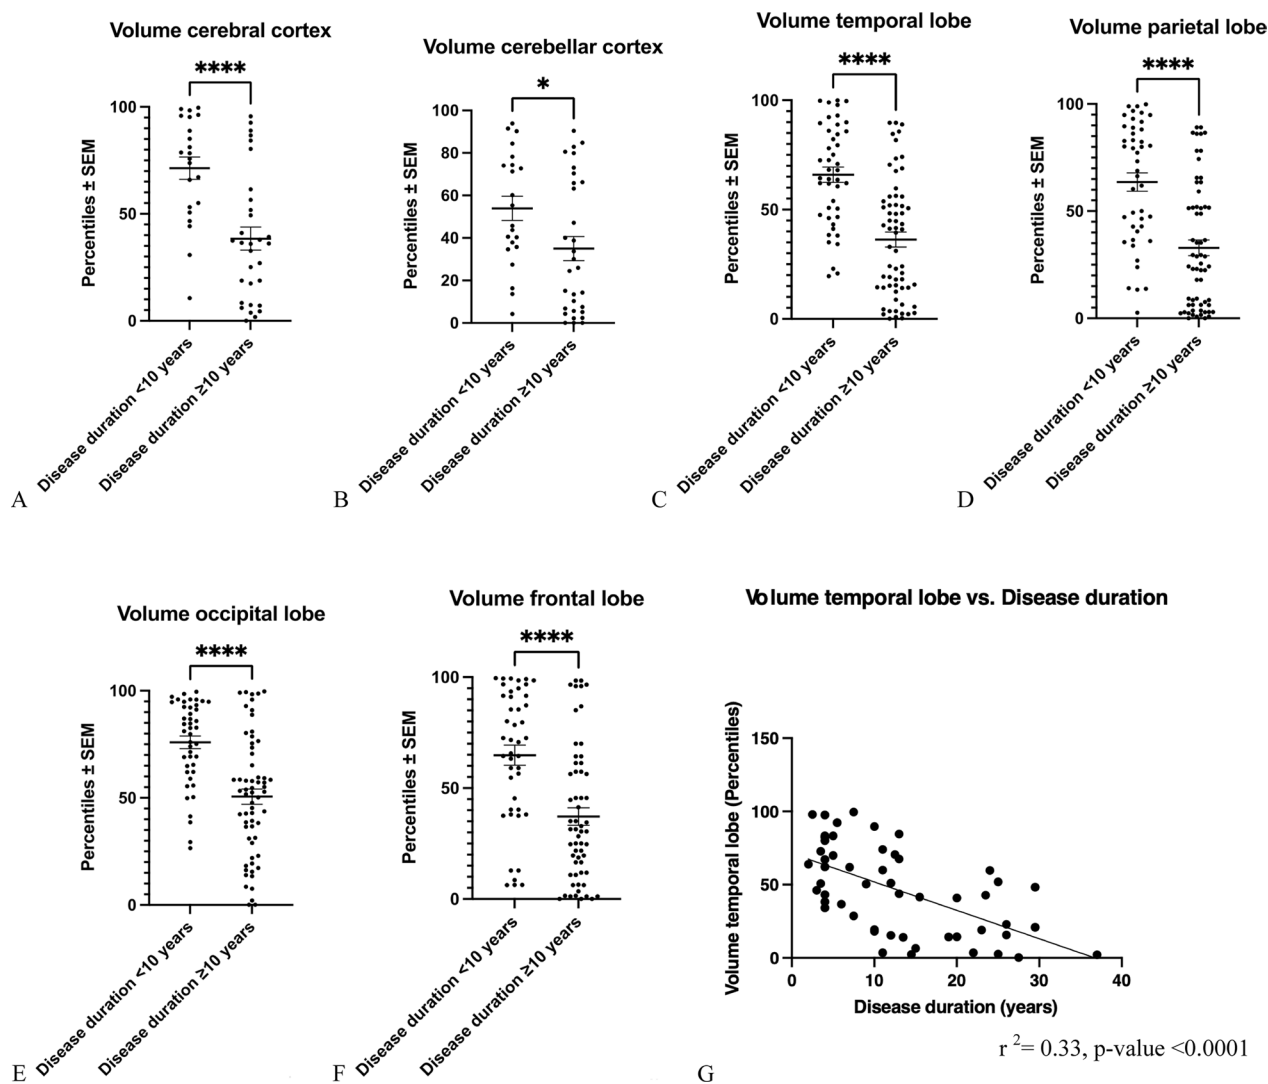 Volume cerebral cortex
****
Percentiles ± SEM
100
50
0
Disease duration <10 years
Disease duration ≥10 years
A
Volume cerebellar cortex
*
Percentiles ± SEM
100
80
60
40
20
0
Disease duration <10 years
Disease duration ≥10 years
B
Volume temporal lobe
****
Percentiles ± SEM
100
50
0
Disease duration <10 years
Disease duration ≥10 years
C
Volume parietal lobe
****
Percentiles ± SEM
100
50
0
Disease duration <10 years
Disease duration ≥10 years
D
Volume occipital lobe
****
Percentiles ± SEM
100
50
0
Disease duration <10 years
Disease duration ≥10 years
E
Volume frontal lobe
****
Percentiles ± SEM
100
50
0
Disease duration <10 years
Disease duration ≥10 years
F
Volume temporal lobe vs. Disease duration
Volume temporal lobe (Percentiles)
150
100
50
0
0 10 20 30 40
Disease duration (years)
r ²= 0.33, p-value <0.0001
G